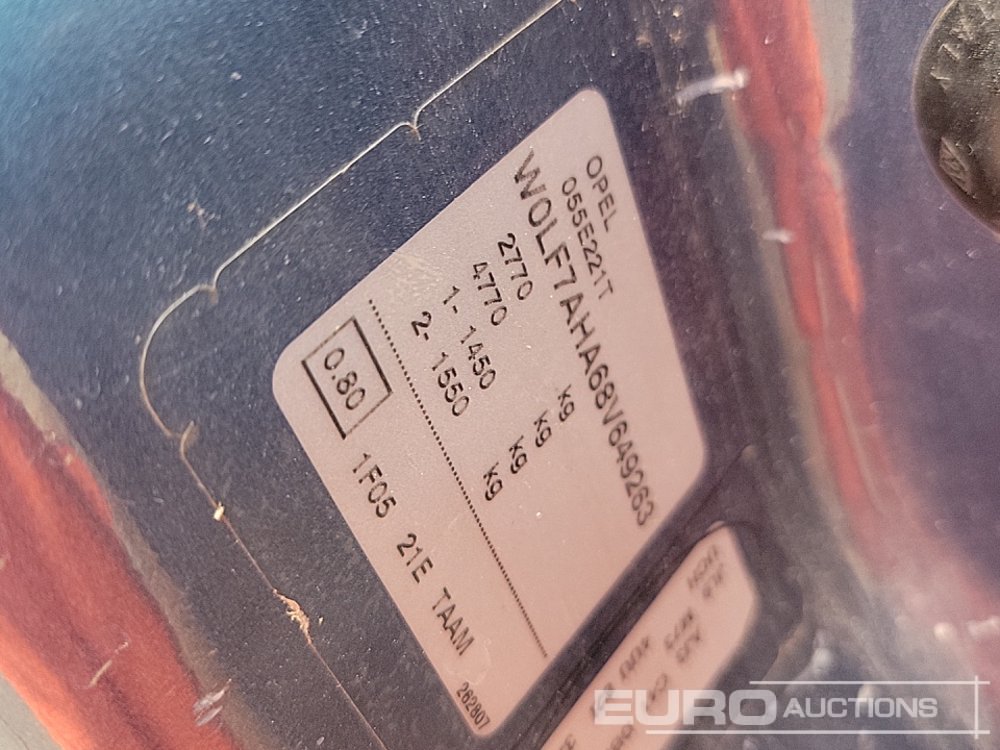 OPEL
055E221T
W0LF7AHA68V649263
2770 kg
4770 kg
1- 1450 kg
2- 1550 kg
0.80 1F05 21E TAAM
262807
EURO AUCTIONS